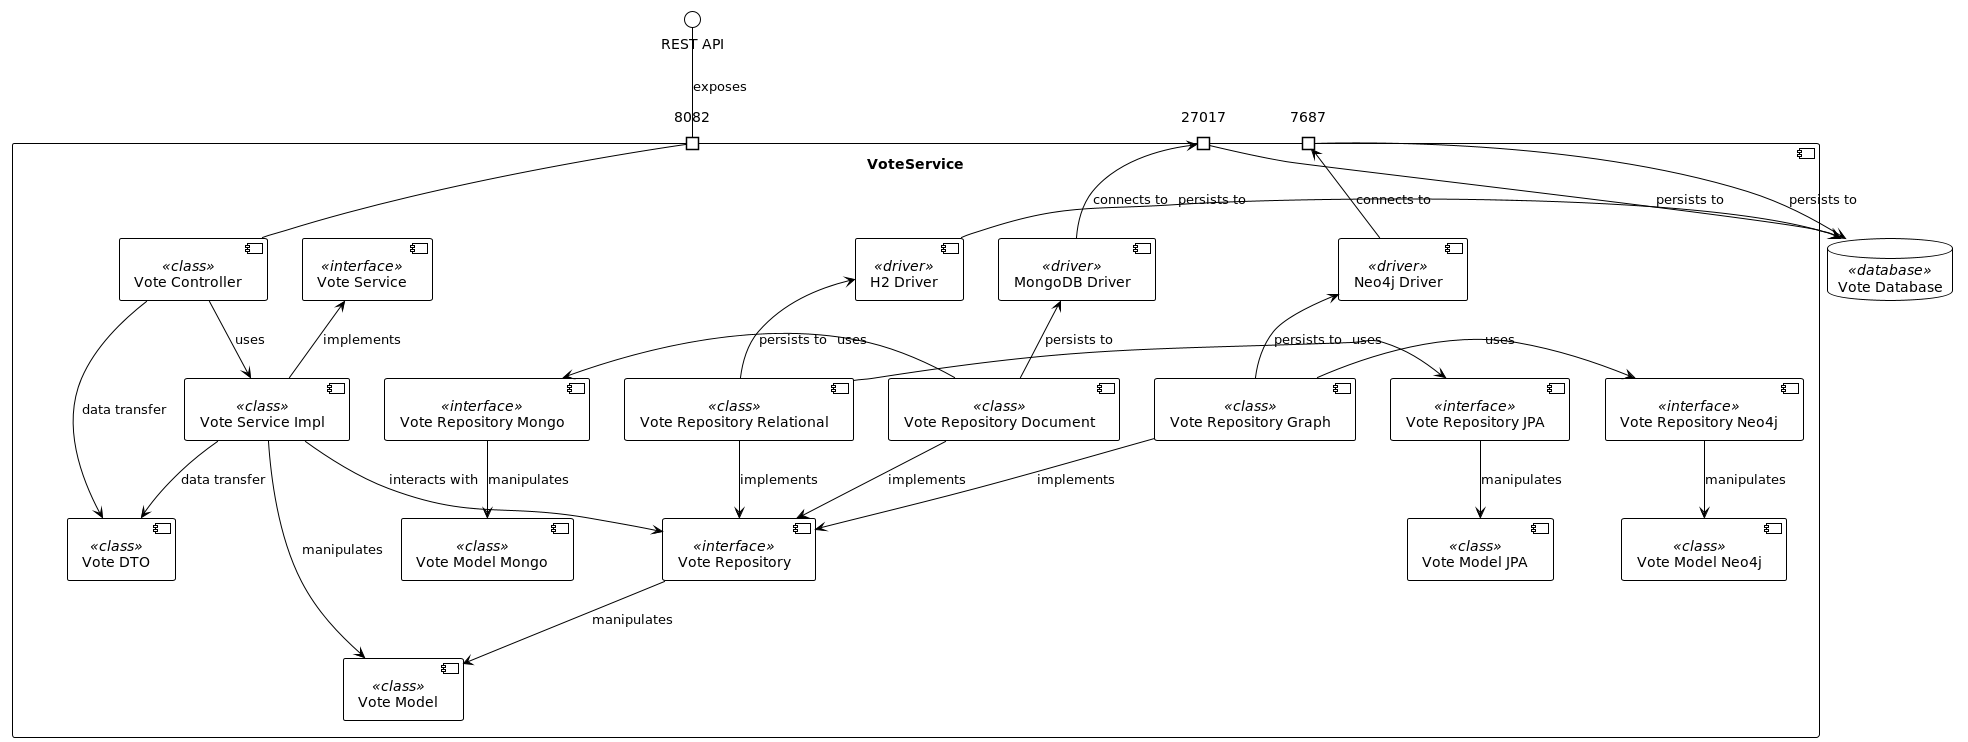 REST API
exposes
8082
27017
7687
VoteService
connects to
persists to
connects to
persists to
persists to
«class»
Vote Controller
«interface»
Vote Service
«driver»
H2 Driver
«driver»
MongoDB Driver
«driver»
Neo4j Driver
«database»
Vote Database
uses
implements
persists to
uses
persists to
persists to
uses
uses
data transfer
«class»
Vote Service Impl
«interface»
Vote Repository Mongo
«class»
Vote Repository Relational
«class»
Vote Repository Document
«class»
Vote Repository Graph
«interface»
Vote Repository JPA
«interface»
Vote Repository Neo4j
data transfer
interacts with
manipulates
implements
implements
implements
manipulates
manipulates
«class»
Vote DTO
manipulates
«class»
Vote Model Mongo
«interface»
Vote Repository
«class»
Vote Model JPA
«class»
Vote Model Neo4j
manipulates
«class»
Vote Model